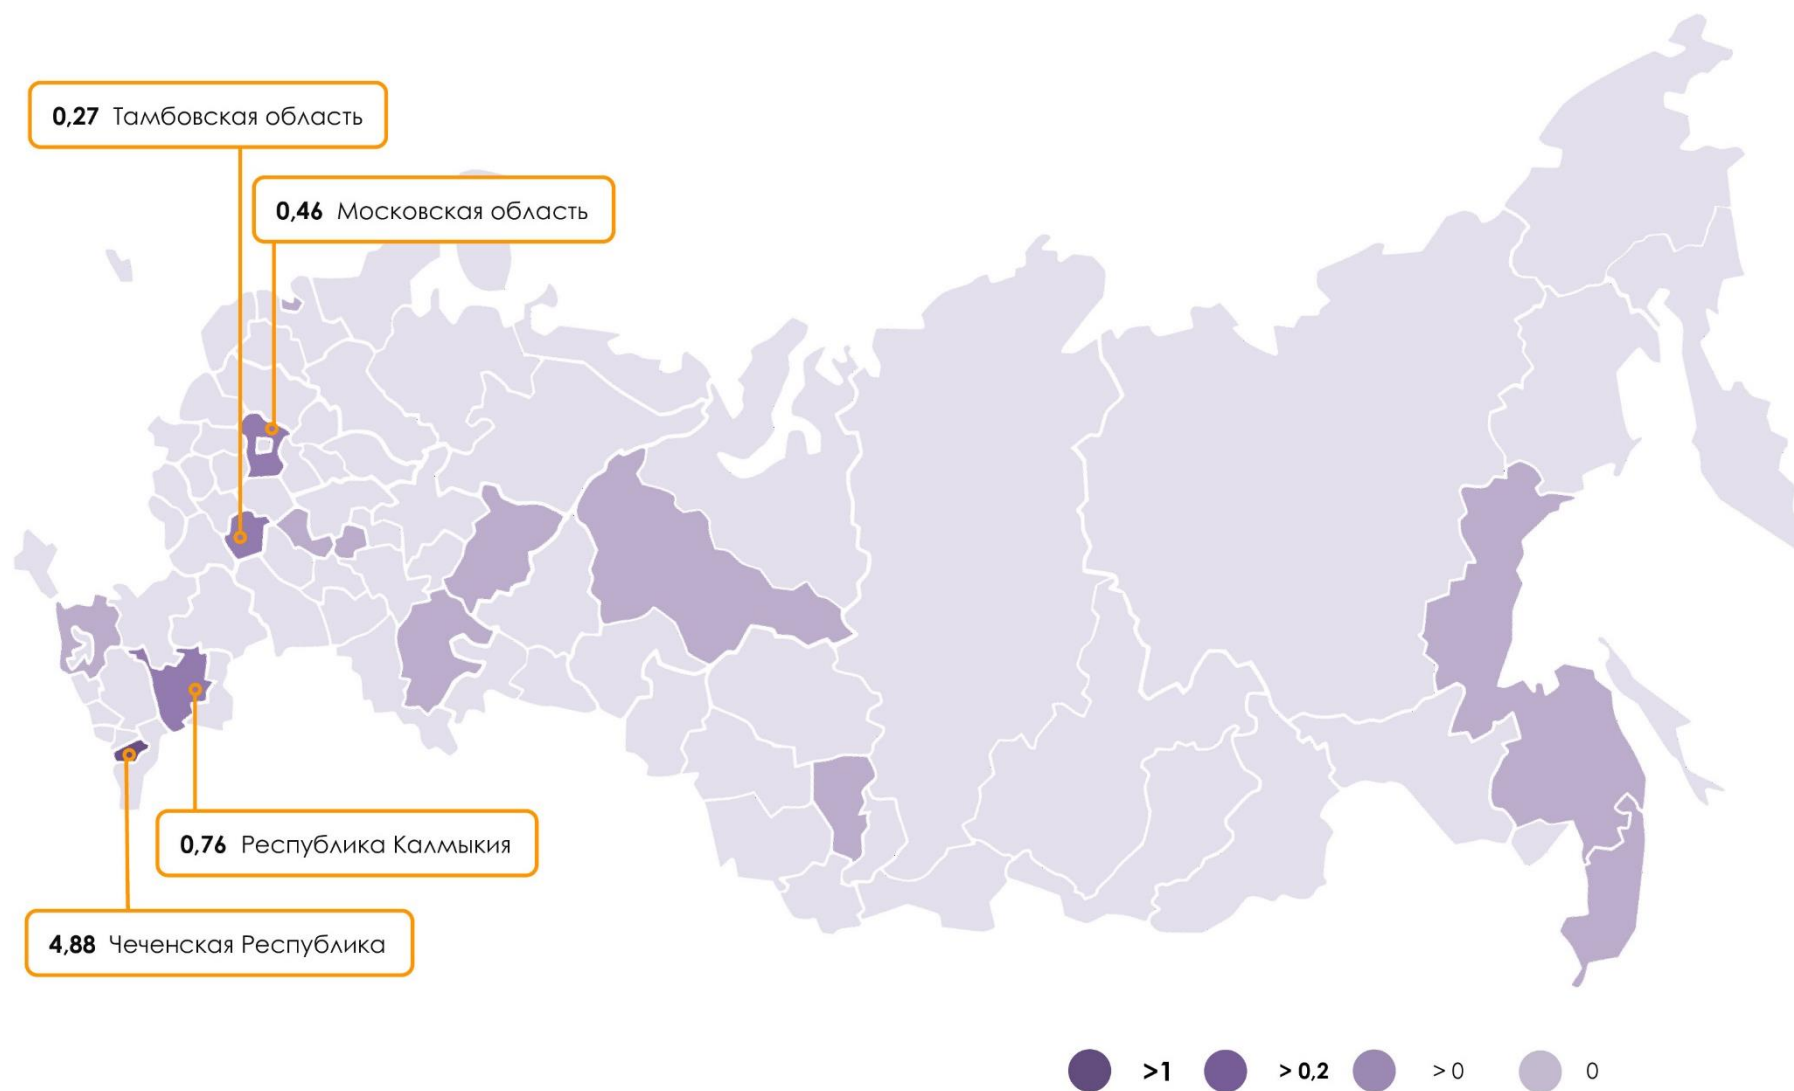 0,27 Тамбовская область
0,46 Московская область
0,76 Республика Калмыкия
4,88 Чеченская Республика
>1 > 0,2 > 0 0